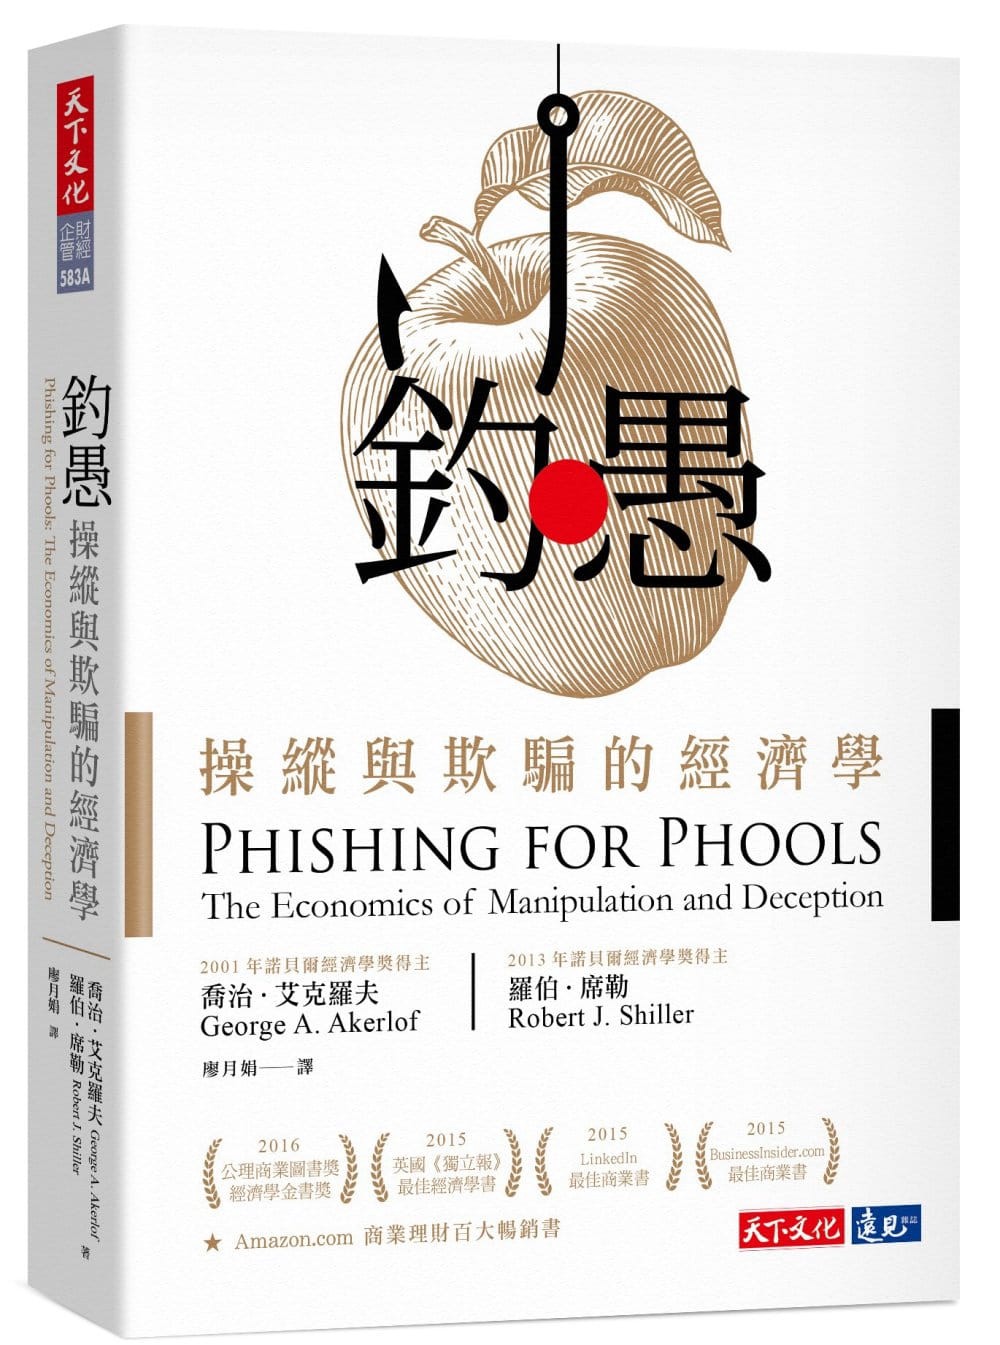 天下文化
財經
企管
583A
釣愚
操縱與欺騙的經濟學
Phishing for Phools: The Economics of Manipulation and Deception
喬治·艾克羅夫 George A. Akerlof
羅伯·席勒 Robert J. Shiller
著
廖月娟 譯
釣愚
操縱與欺騙的經濟學
PHISHING FOR PHOOLS
The Economics of Manipulation and Deception
2001 年諾貝爾經濟學獎得主
喬治·艾克羅夫
George A. Akerlof
2013 年諾貝爾經濟學獎得主
羅伯·席勒
Robert J. Shiller
廖月娟——譯
2016
公理商業圖書獎
經濟學金書獎
2015
英國《獨立報》
最佳經濟學書
2015
LinkedIn
最佳商業書
2015
BusinessInsider.com
最佳商業書
★ Amazon.com 商業理財百大暢銷書
天下文化
遠見雜誌